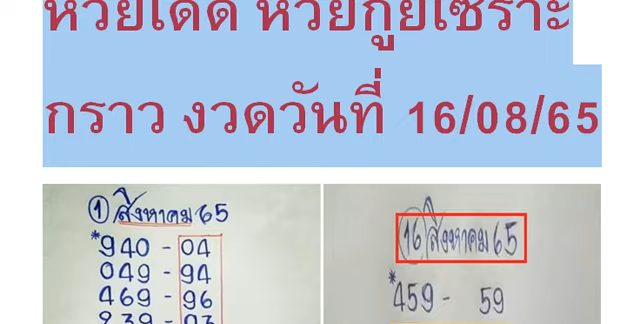 หวยเด็ด หวยกูยเซราะ
กราว งวดวันที่ 16/08/65
① สิงหาคม 65
*940 - 04
049 - 94
469 - 96
239 - 93
16 สิงหาคม 65
*459 - 59